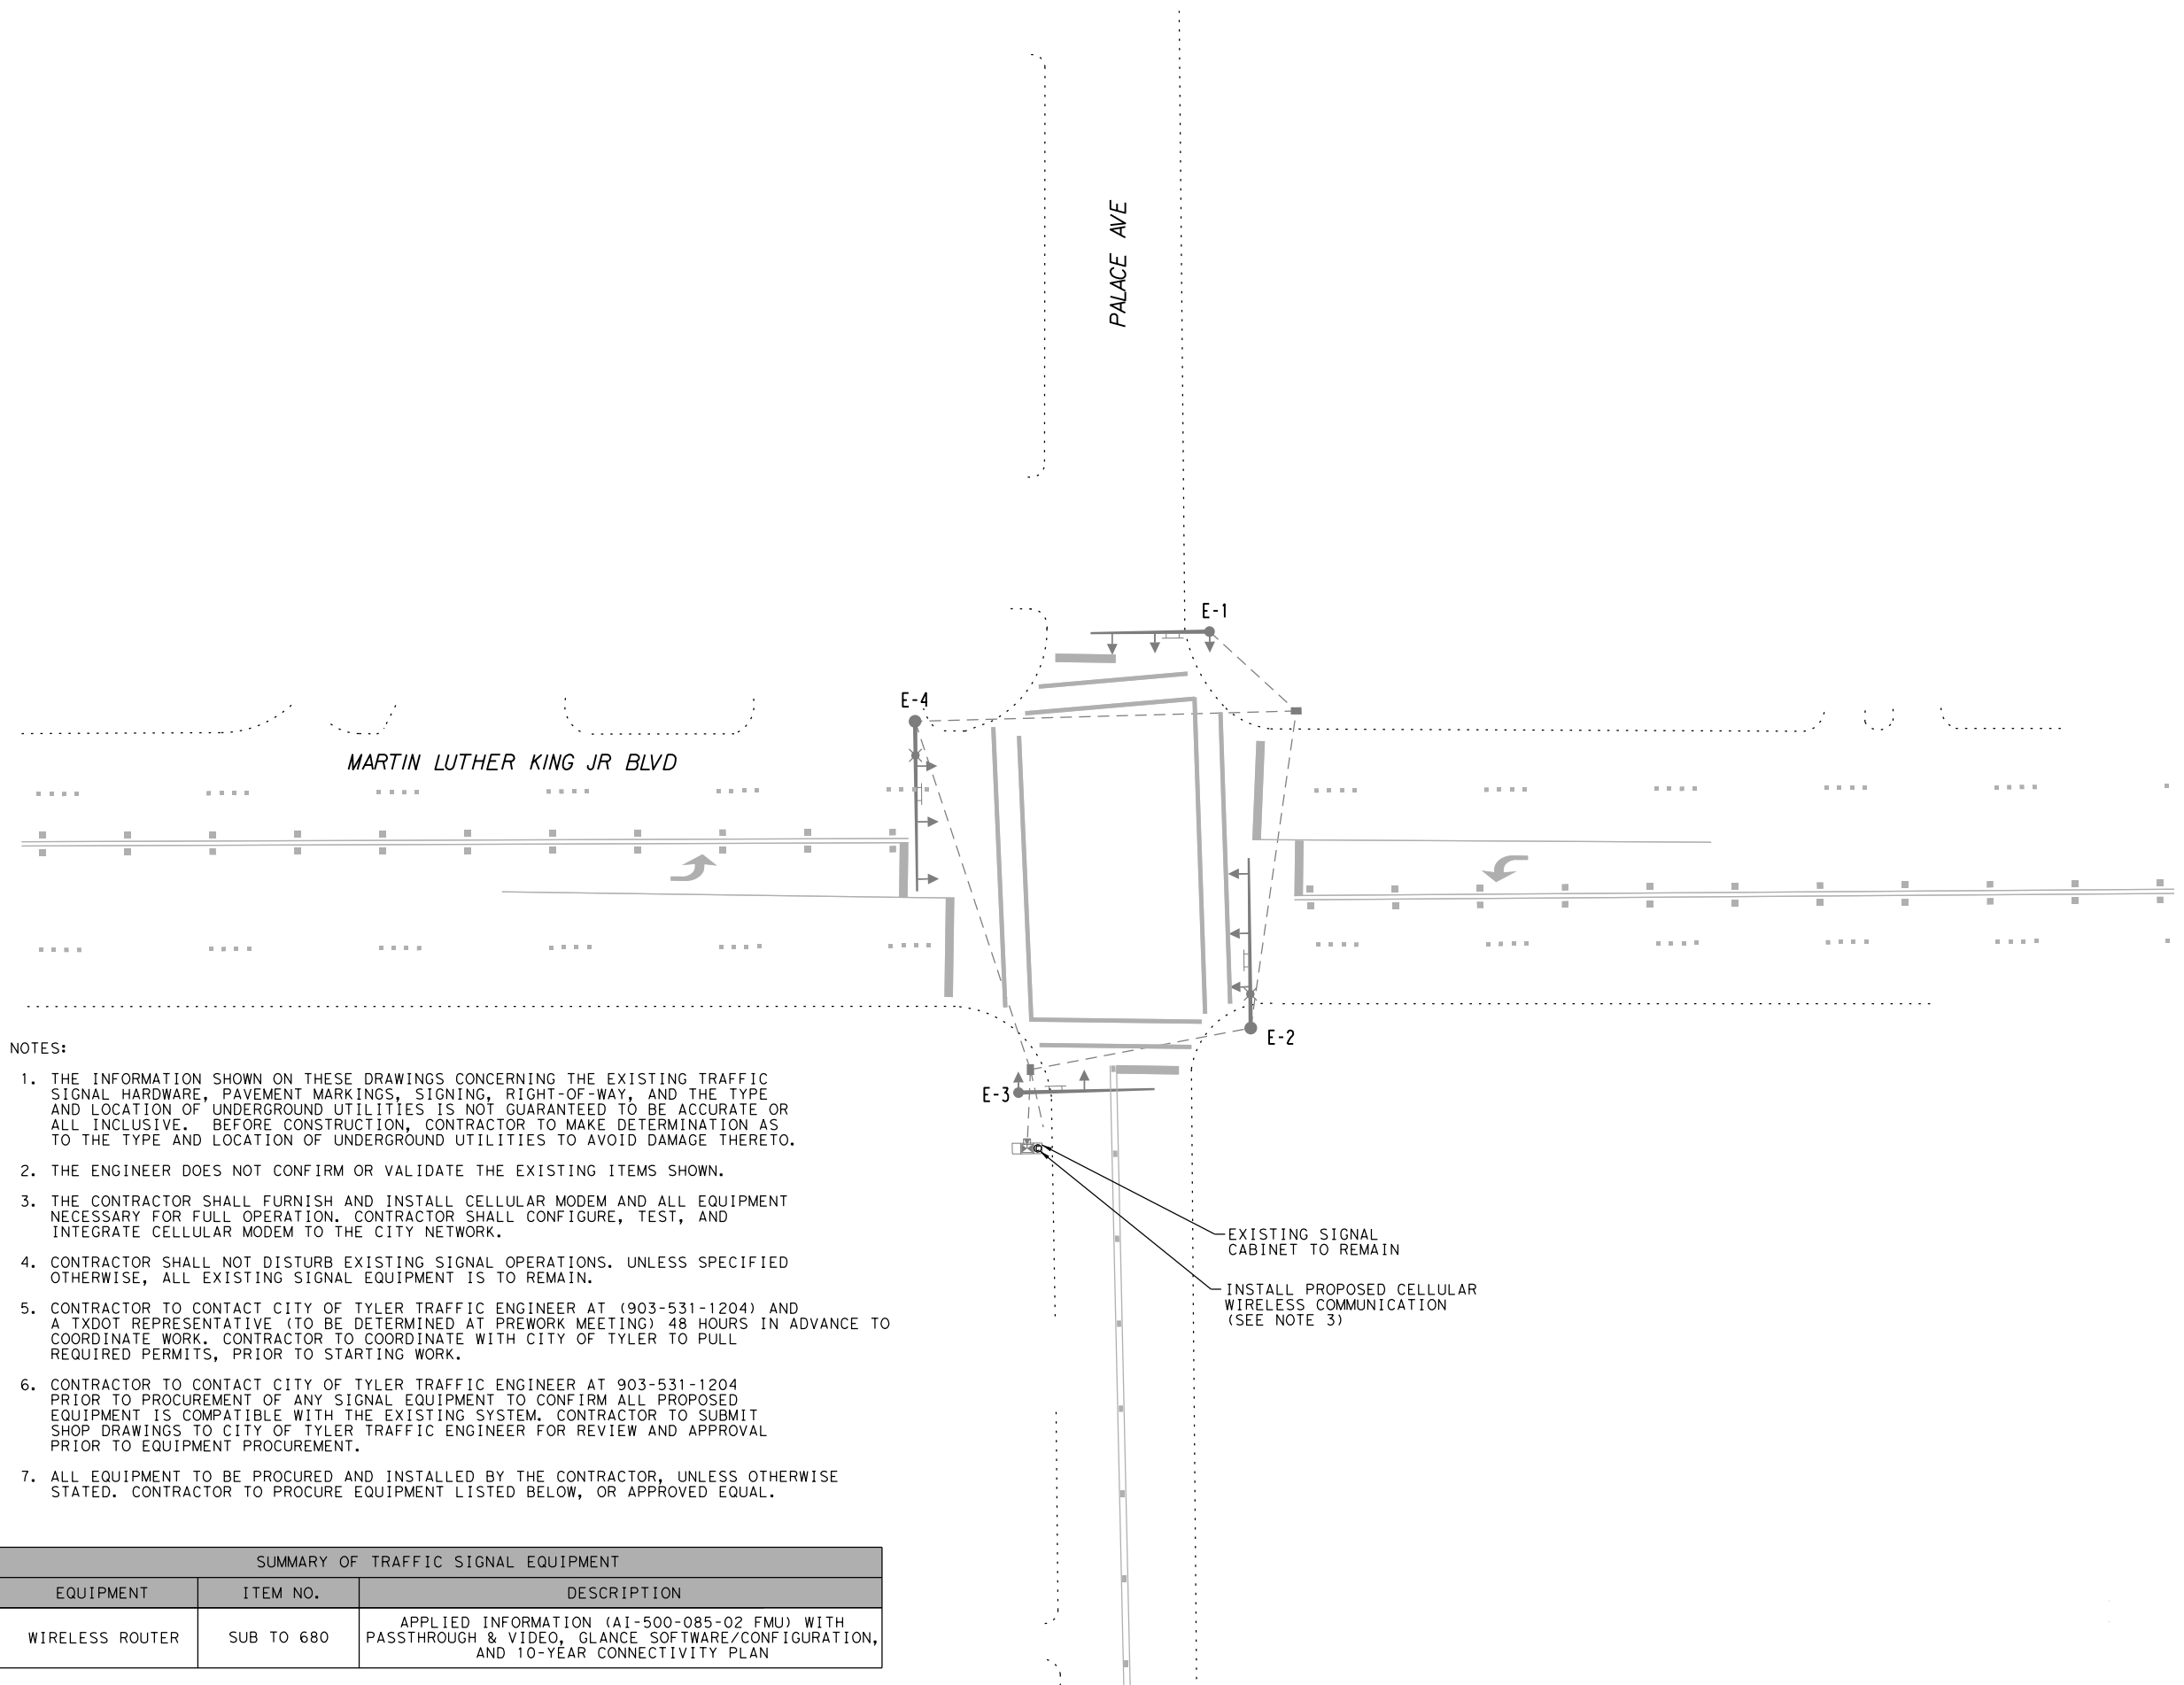 PALACE AVE
E-1
E-4
MARTIN LUTHER KING JR BLVD
E-2
E-3
NOTES:
1. THE INFORMATION SHOWN ON THESE DRAWINGS CONCERNING THE EXISTING TRAFFIC
SIGNAL HARDWARE, PAVEMENT MARKINGS, SIGNING, RIGHT-OF-WAY, AND THE TYPE
AND LOCATION OF UNDERGROUND UTILITIES IS NOT GUARANTEED TO BE ACCURATE OR
ALL INCLUSIVE. BEFORE CONSTRUCTION, CONTRACTOR TO MAKE DETERMINATION AS
TO THE TYPE AND LOCATION OF UNDERGROUND UTILITIES TO AVOID DAMAGE THERETO.
2. THE ENGINEER DOES NOT CONFIRM OR VALIDATE THE EXISTING ITEMS SHOWN.
3. THE CONTRACTOR SHALL FURNISH AND INSTALL CELLULAR MODEM AND ALL EQUIPMENT
NECESSARY FOR FULL OPERATION. CONTRACTOR SHALL CONFIGURE, TEST, AND
INTEGRATE CELLULAR MODEM TO THE CITY NETWORK.
4. CONTRACTOR SHALL NOT DISTURB EXISTING SIGNAL OPERATIONS. UNLESS SPECIFIED
OTHERWISE, ALL EXISTING SIGNAL EQUIPMENT IS TO REMAIN.
5. CONTRACTOR TO CONTACT CITY OF TYLER TRAFFIC ENGINEER AT (903-531-1204) AND
A TXDOT REPRESENTATIVE (TO BE DETERMINED AT PREWORK MEETING) 48 HOURS IN ADVANCE TO
COORDINATE WORK. CONTRACTOR TO COORDINATE WITH CITY OF TYLER TO PULL
REQUIRED PERMITS, PRIOR TO STARTING WORK.
6. CONTRACTOR TO CONTACT CITY OF TYLER TRAFFIC ENGINEER AT 903-531-1204
PRIOR TO PROCUREMENT OF ANY SIGNAL EQUIPMENT TO CONFIRM ALL PROPOSED
EQUIPMENT IS COMPATIBLE WITH THE EXISTING SYSTEM. CONTRACTOR TO SUBMIT
SHOP DRAWINGS TO CITY OF TYLER TRAFFIC ENGINEER FOR REVIEW AND APPROVAL
PRIOR TO EQUIPMENT PROCUREMENT.
7. ALL EQUIPMENT TO BE PROCURED AND INSTALLED BY THE CONTRACTOR, UNLESS OTHERWISE
STATED. CONTRACTOR TO PROCURE EQUIPMENT LISTED BELOW, OR APPROVED EQUAL.
EXISTING SIGNAL
CABINET TO REMAIN
INSTALL PROPOSED CELLULAR
WIRELESS COMMUNICATION
(SEE NOTE 3)
SUMMARY OF TRAFFIC SIGNAL EQUIPMENT
EQUIPMENT ITEM NO. DESCRIPTION
WIRELESS ROUTER SUB TO 680
APPLIED INFORMATION (AI-500-085-02 FMU) WITH
PASSTHROUGH & VIDEO, GLANCE SOFTWARE/CONFIGURATION,
AND 10-YEAR CONNECTIVITY PLAN